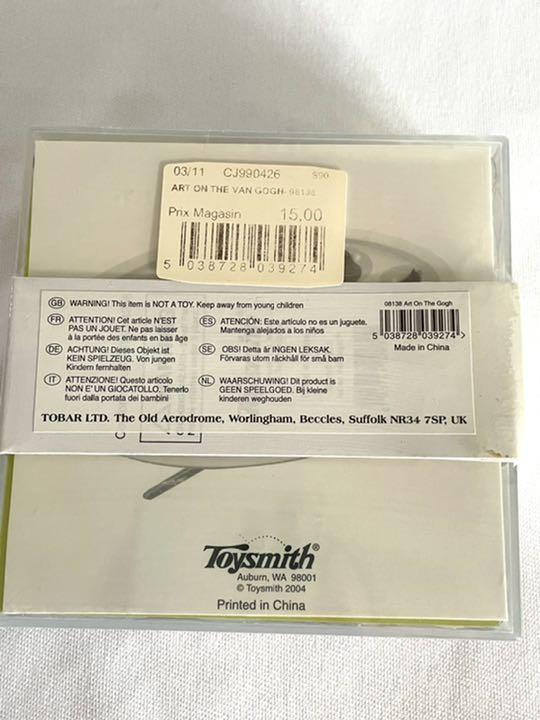 03/11 CJ990426 S90
ART ON THE VAN GOGH- 98138
Prix Magasin 15,00
5 038728 039274
GB WARNING! This item is NOT A TOY. Keep away from young children
FR ATTENTION! Cet article N'EST
PAS UN JOUET. Ne pas laisser
à la portée des enfants en bas âge
DE ACHTUNG! Dieses Objekt ist
KEIN SPIELZEUG. Von jungen
Kindern fernhalten
IT ATTENZIONE! Questo articolo
NON E' UN GIOCATOLLO. Tenerlo
fuori dalla portata dei bambini
ES ATENCIÓN: Este artículo no es un juguete.
Mantenga alejados a los niños
SE OBS! Detta är INGEN LEKSAK.
Förvaras utom räckhåll för små barn
NL WAARSCHUWING! Dit product is
GEEN SPEELGOED. Bij kleine
kinderen weghouden
08138 Art On The Gogh
5 038728 039274 >
Made in China
TOBAR LTD. The Old Aerodrome, Worlingham, Beccles, Suffolk NR34 7SP, UK
Toysmith®
Auburn, WA 98001
© Toysmith 2004
Printed in China